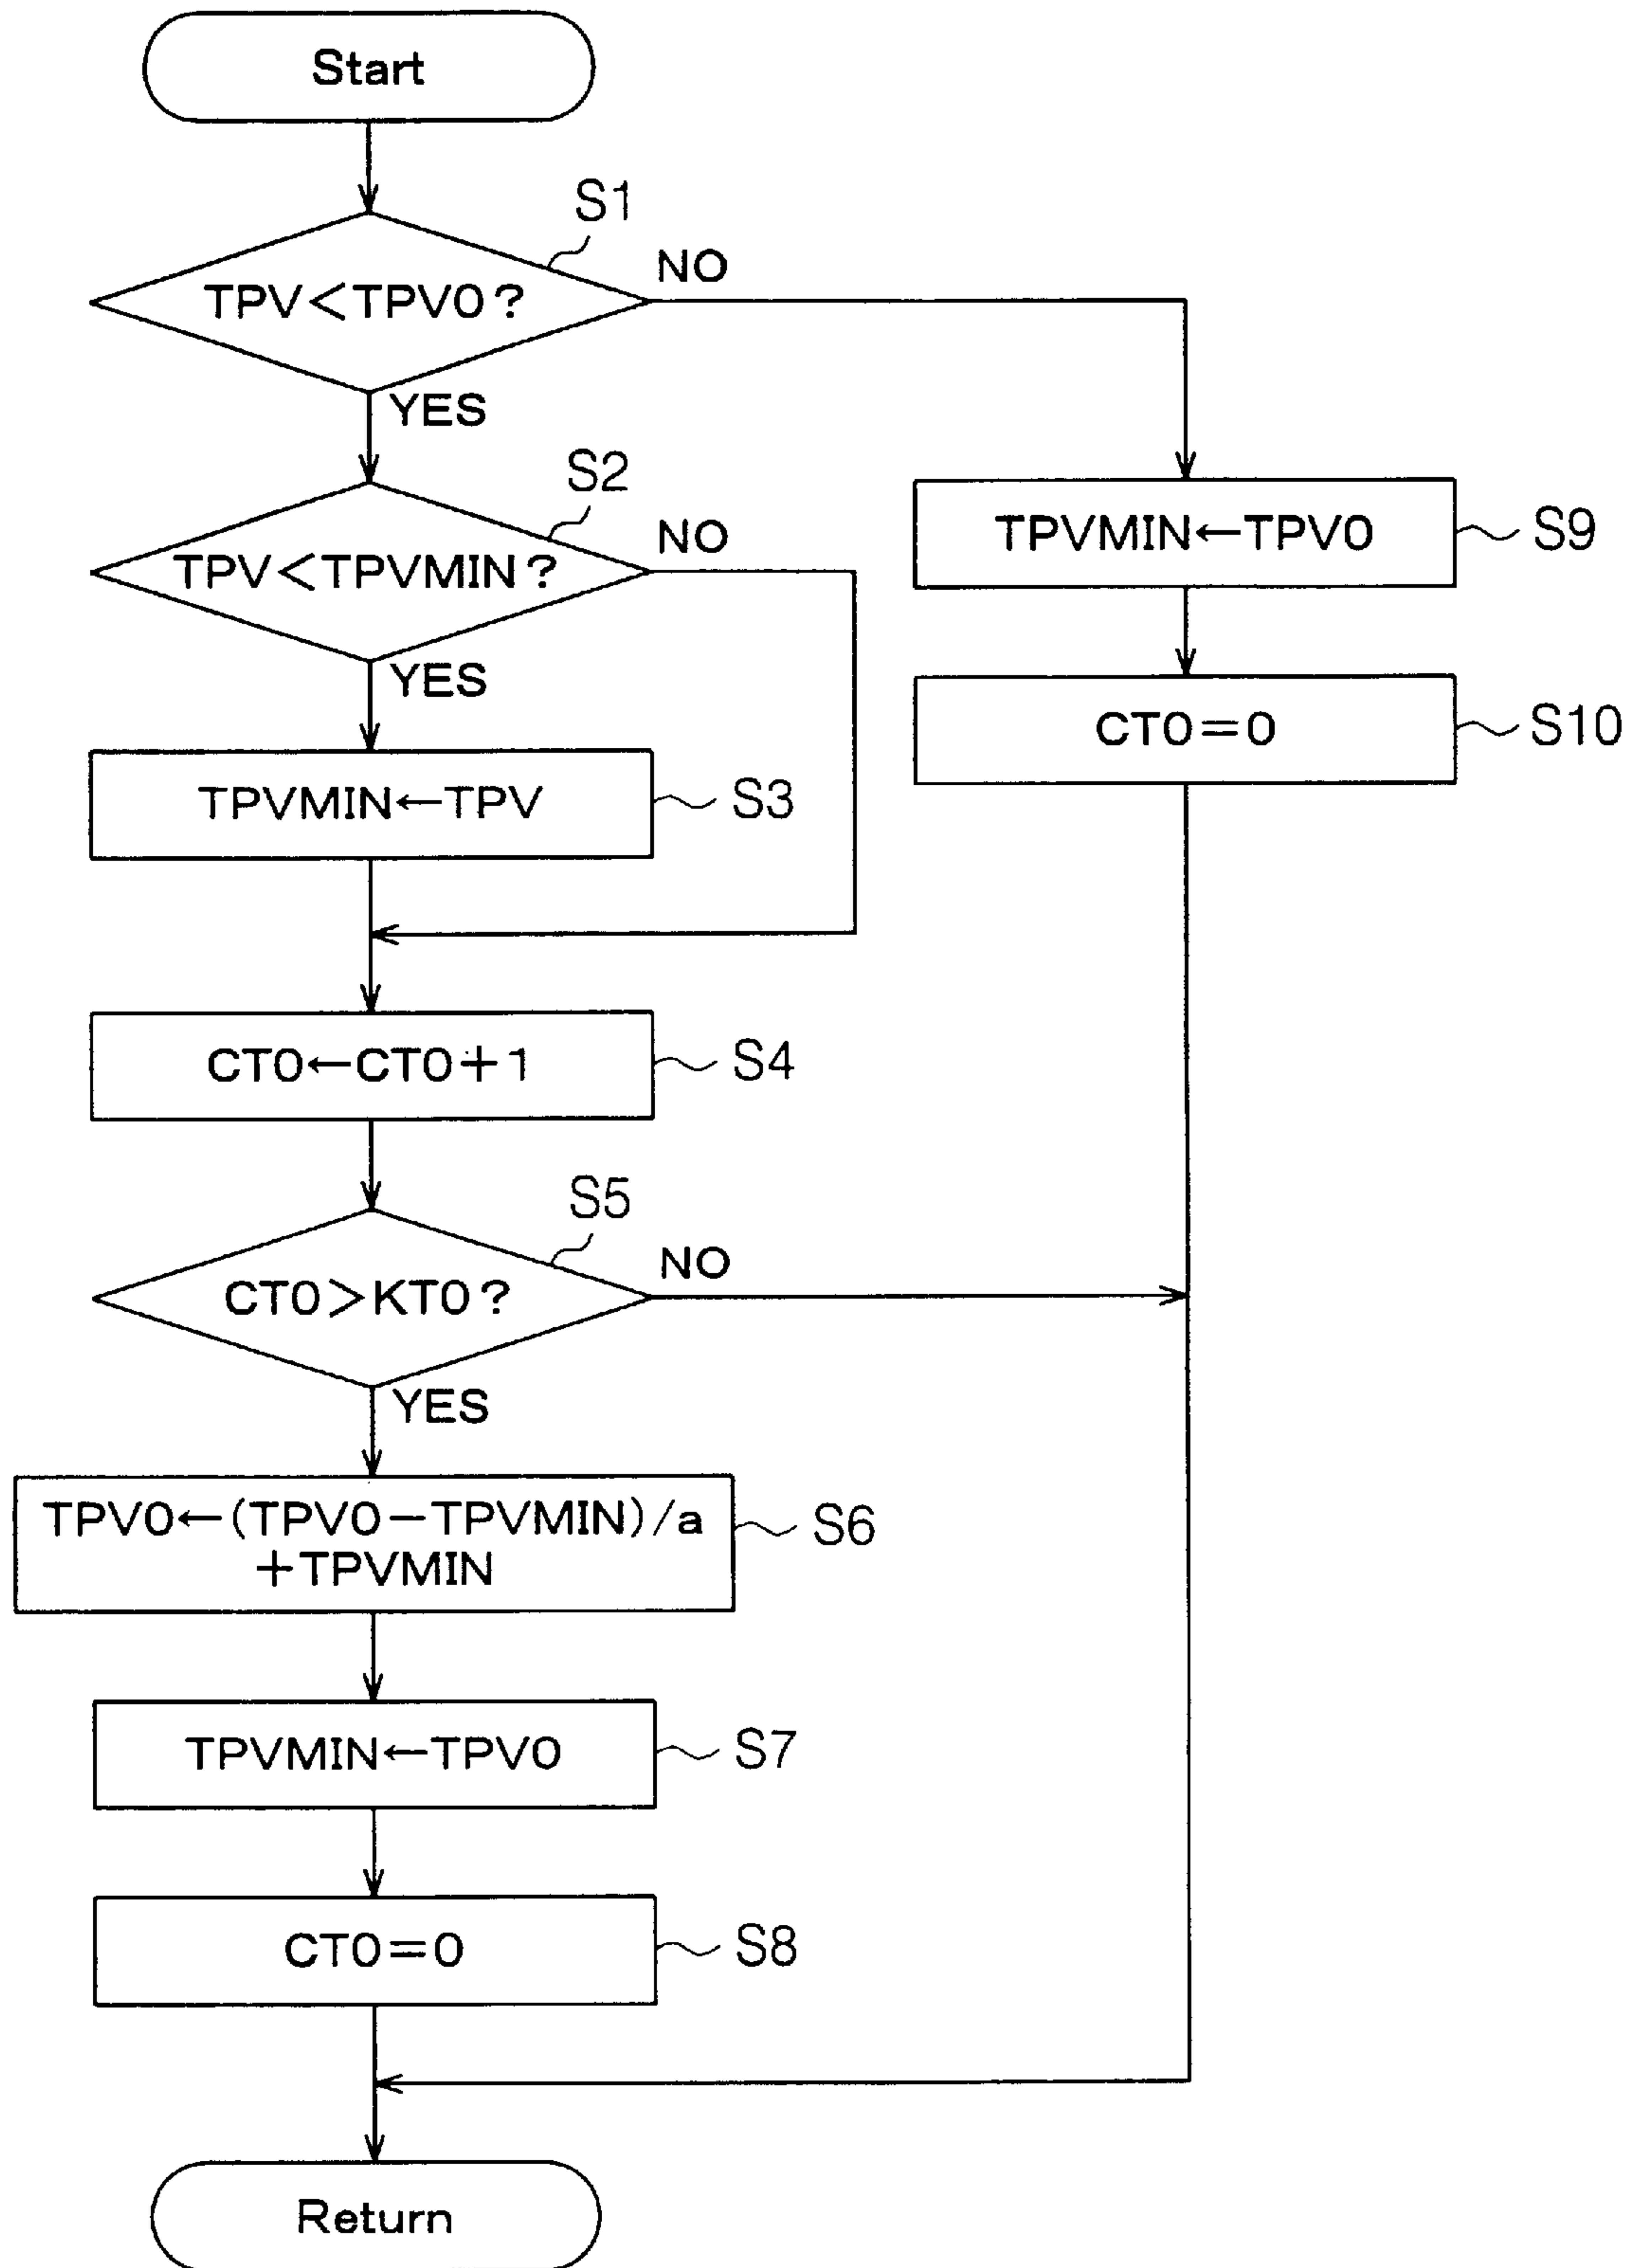 Start
S1
TPV<TPV0?
NO
YES
S2
TPV<TPVMIN?
NO
YES
TPVMIN←TPV0
S9
CT0=0
S10
TPVMIN←TPV
S3
CT0←CT0+1
S4
S5
CT0>KT0?
NO
YES
TPV0←(TPV0-TPVMIN)/a
+TPVMIN
S6
TPVMIN←TPV0
S7
CT0=0
S8
Return